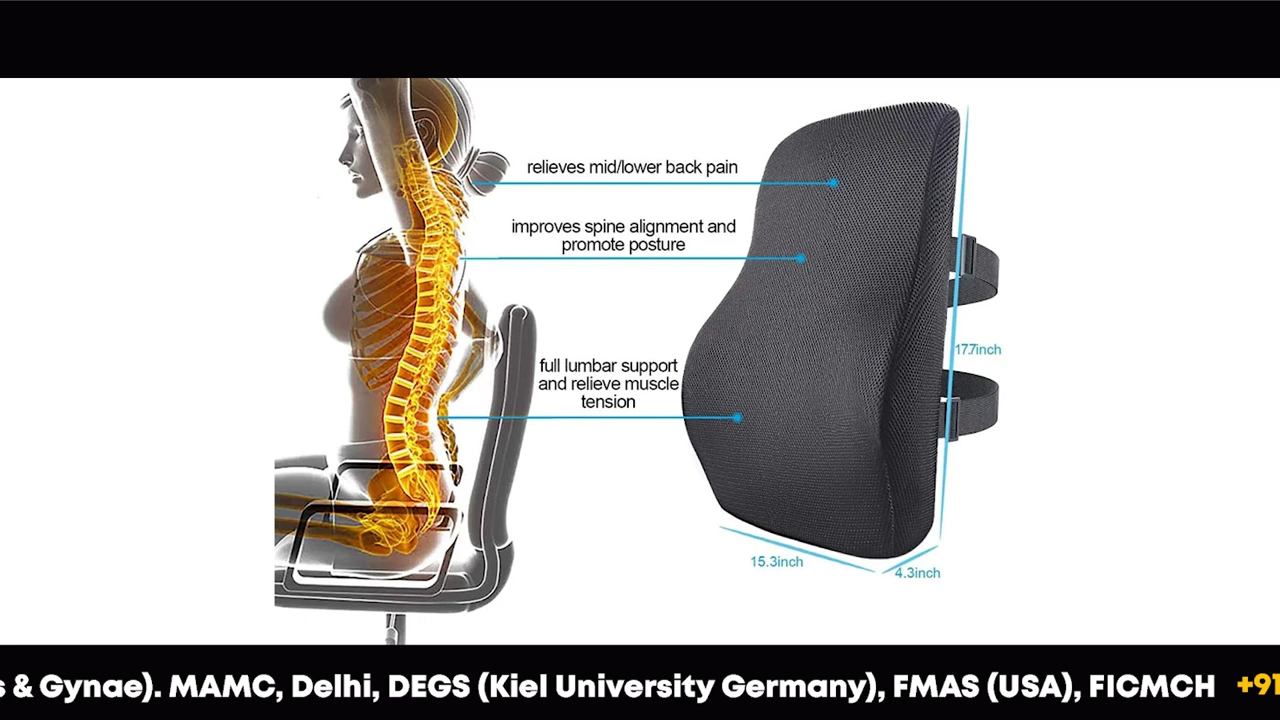 relieves mid/lower back pain
improves spine alignment and
promote posture
full lumbar support
and relieve muscle
tension
17.7inch
15.3inch
4.3inch
s & Gynae). MAMC, Delhi, DEGS (Kiel University Germany), FMAS (USA), FICMCH +91